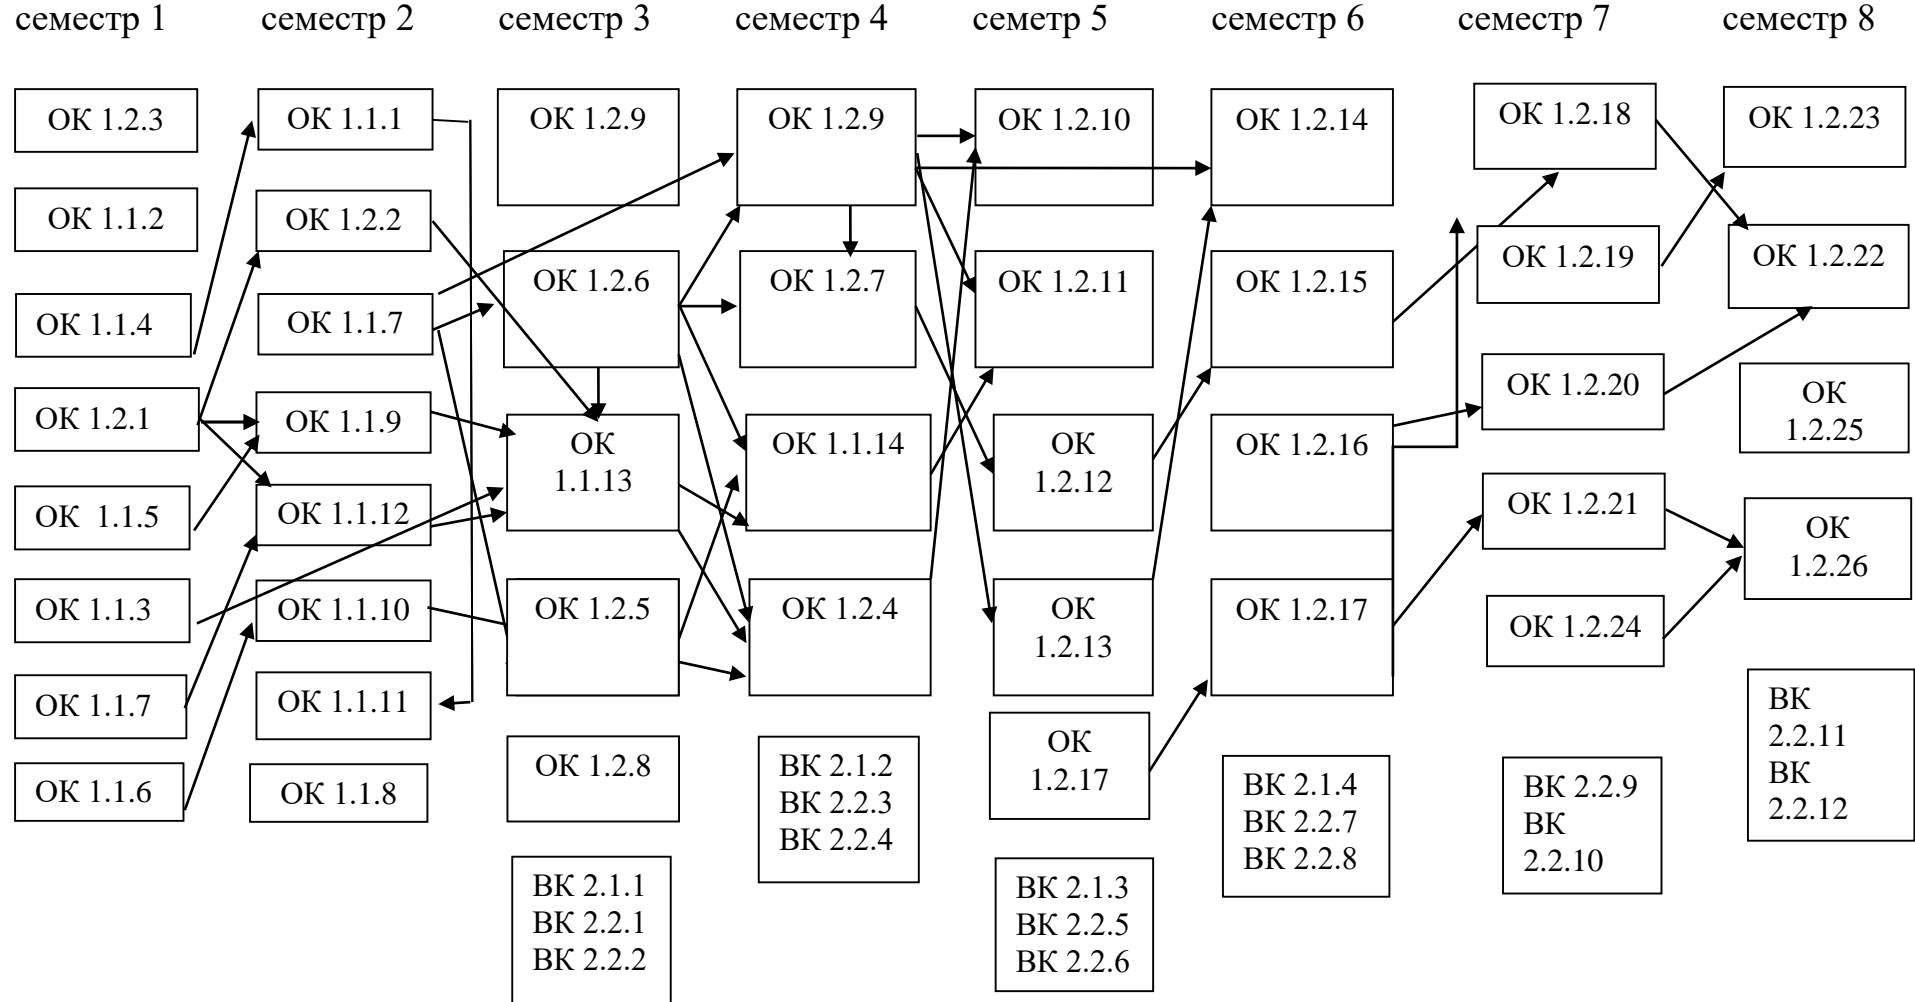 семестр 1
семестр 2
семестр 3
семестр 4
семетр 5
семестр 6
семестр 7
семестр 8
ОК 1.2.3
ОК 1.1.2
ОК 1.1.4
ОК 1.2.1
ОК 1.1.5
ОК 1.1.3
ОК 1.1.7
ОК 1.1.6
ОК 1.1.1
ОК 1.2.2
ОК 1.1.7
ОК 1.1.9
ОК 1.1.12
ОК 1.1.10
ОК 1.1.11
ОК 1.1.8
ОК 1.2.9
ОК 1.2.6
ОК
1.1.13
ОК 1.2.5
ОК 1.2.8
ВК 2.1.1
ВК 2.2.1
ВК 2.2.2
ОК 1.2.9
ОК 1.2.7
ОК 1.1.14
ОК 1.2.4
ВК 2.1.2
ВК 2.2.3
ВК 2.2.4
ОК 1.2.10
ОК 1.2.11
ОК
1.2.12
ОК
1.2.13
ОК
1.2.17
ВК 2.1.3
ВК 2.2.5
ВК 2.2.6
ОК 1.2.14
ОК 1.2.15
ОК 1.2.16
ОК 1.2.17
ВК 2.1.4
ВК 2.2.7
ВК 2.2.8
ОК 1.2.18
ОК 1.2.19
ОК 1.2.20
ОК 1.2.21
ОК 1.2.24
ВК 2.2.9
ВК
2.2.10
ОК 1.2.23
ОК 1.2.22
ОК
1.2.25
ОК
1.2.26
ВК
2.2.11
ВК
2.2.12